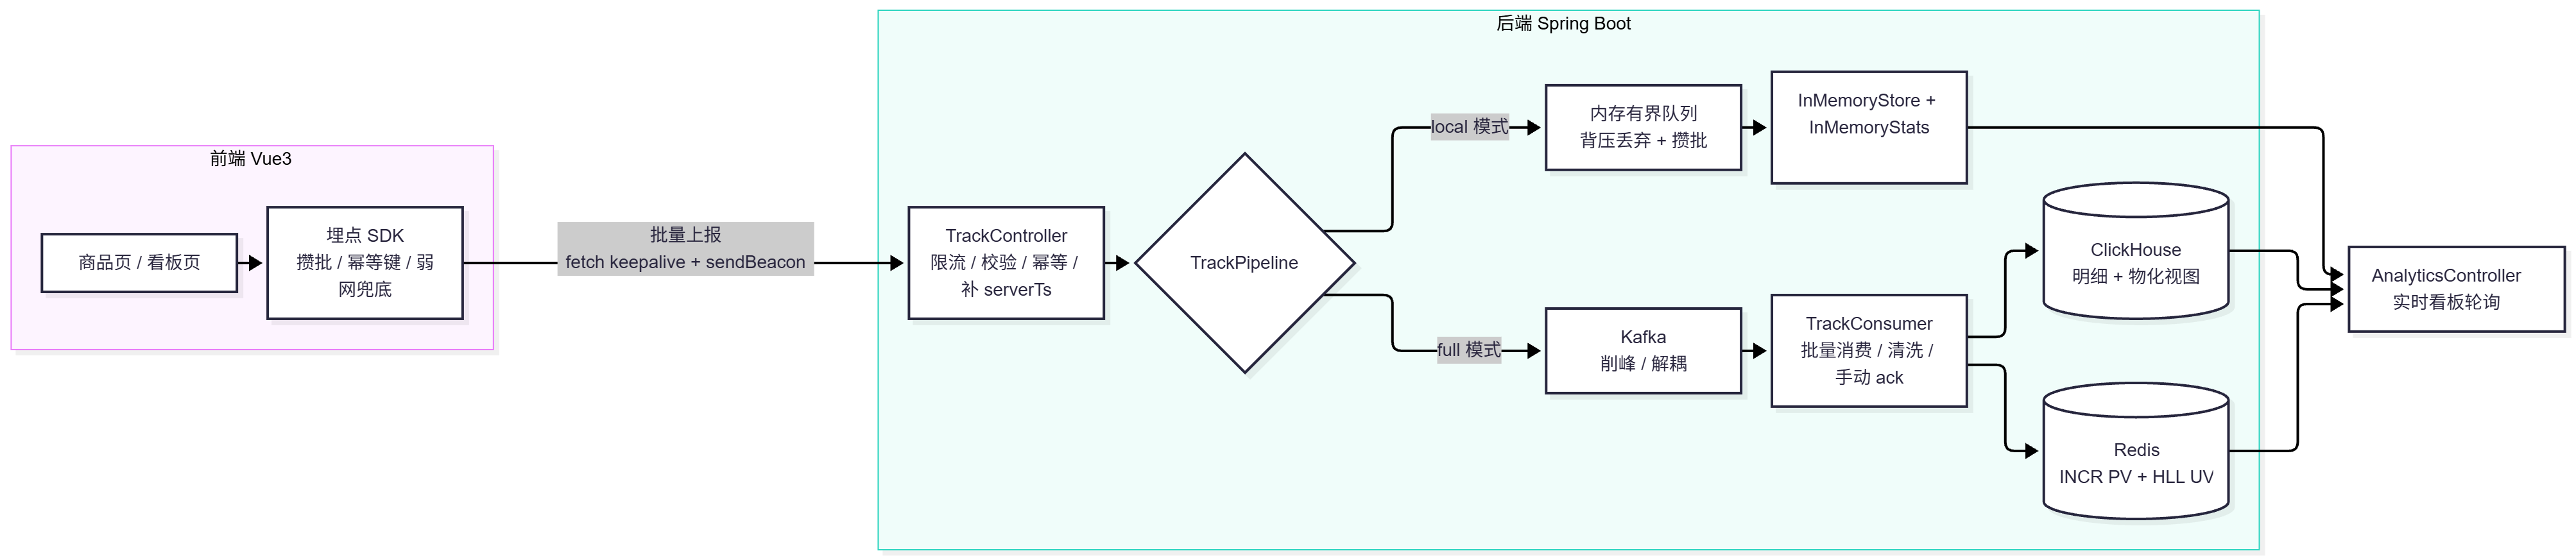 前端 Vue3
商品页 / 看板页
埋点 SDK
攒批 / 幂等键 / 弱
网兜底
批量上报
fetch keepalive + sendBeacon
后端 Spring Boot
TrackController
限流 / 校验 / 幂等 /
补 serverTs
TrackPipeline
local 模式
内存有界队列
背压丢弃 + 攒批
InMemoryStore +
InMemoryStats
full 模式
Kafka
削峰 / 解耦
TrackConsumer
批量消费 / 清洗 /
手动 ack
ClickHouse
明细 + 物化视图
Redis
INCR PV + HLL UV
AnalyticsController
实时看板轮询